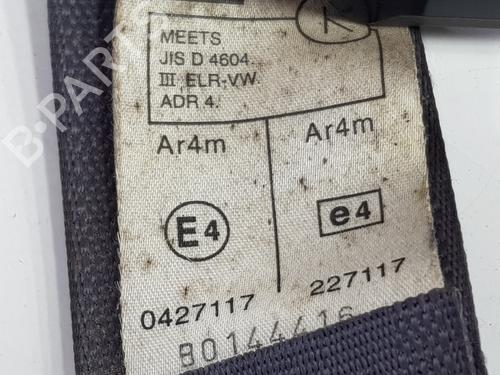 K
MEETS
JIS D 4604
III, ELR-VW
ADR 4.
Ar4m Ar4m
E4 e4
0427117 227117
80144416
B-PARTS